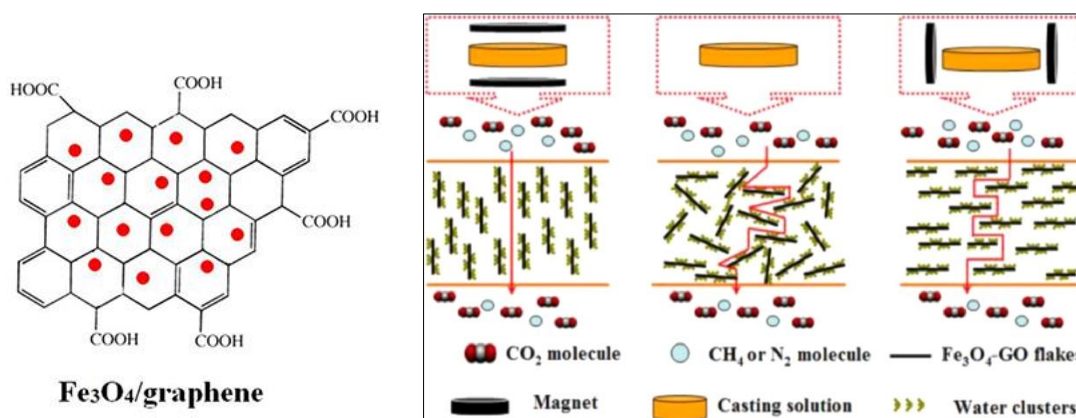 HOOC
COOH
COOH
COOH
COOH
COOH
Fe₃O₄/graphene
CO₂ molecule
CH₄ or N₂ molecule
Fe₃O₄-GO flakes
Magnet
Casting solution
Water clusters